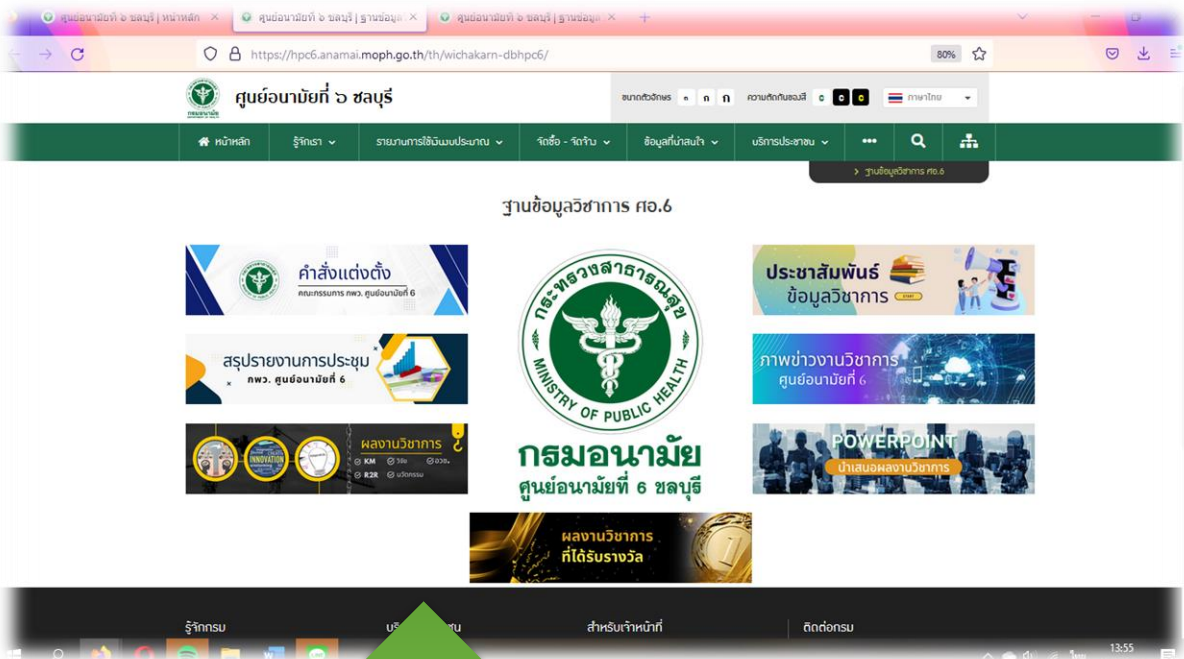 ศูนย์อนามัยที่ ๖ ชลบุรี | หน้าหลัก
ศูนย์อนามัยที่ ๖ ชลบุรี | ฐานข้อมูล
ศูนย์อนามัยที่ ๖ ชลบุรี | ฐานข้อมูล
https://hpc6.anamai.moph.go.th/th/wichakarn-dbhpc6/
80%
ศูนย์อนามัยที่ ๖ ชลบุรี
ขนาดตัวอักษร ก ก ก ความตัดกันของสี c c c ภาษาไทย
หน้าหลัก รู้จักเรา รายงานการใช้เงินงบประมาณ จัดซื้อ - จัดจ้าง ข้อมูลที่น่าสนใจ บริการประชาชน
> ฐานข้อมูลวิชาการ ศอ.6
ฐานข้อมูลวิชาการ ศอ.6
คำสั่งแต่งตั้ง
คณะกรรมการ กพว. ศูนย์อนามัยที่ 6
สรุปรายงานการประชุม
กพว. ศูนย์อนามัยที่ 6
INNOVATION
ผลงานวิชาการ
KM วิจัย อวช.
R2R นวัตกรรม
กระทรวงสาธารณสุข
MINISTRY OF PUBLIC HEALTH
กรมอนามัย
ศูนย์อนามัยที่ 6 ชลบุรี
ประชาสัมพันธ์
ข้อมูลวิชาการ
START
ภาพข่าวงานวิชาการ
ศูนย์อนามัยที่ 6
POWERPOINT
นำเสนอผลงานวิชาการ
ผลงานวิชาการ
ที่ได้รับรางวัล
1
รู้จักกรม สำหรับเจ้าหน้าที่ ติดต่อกรม
ไทย 13:55